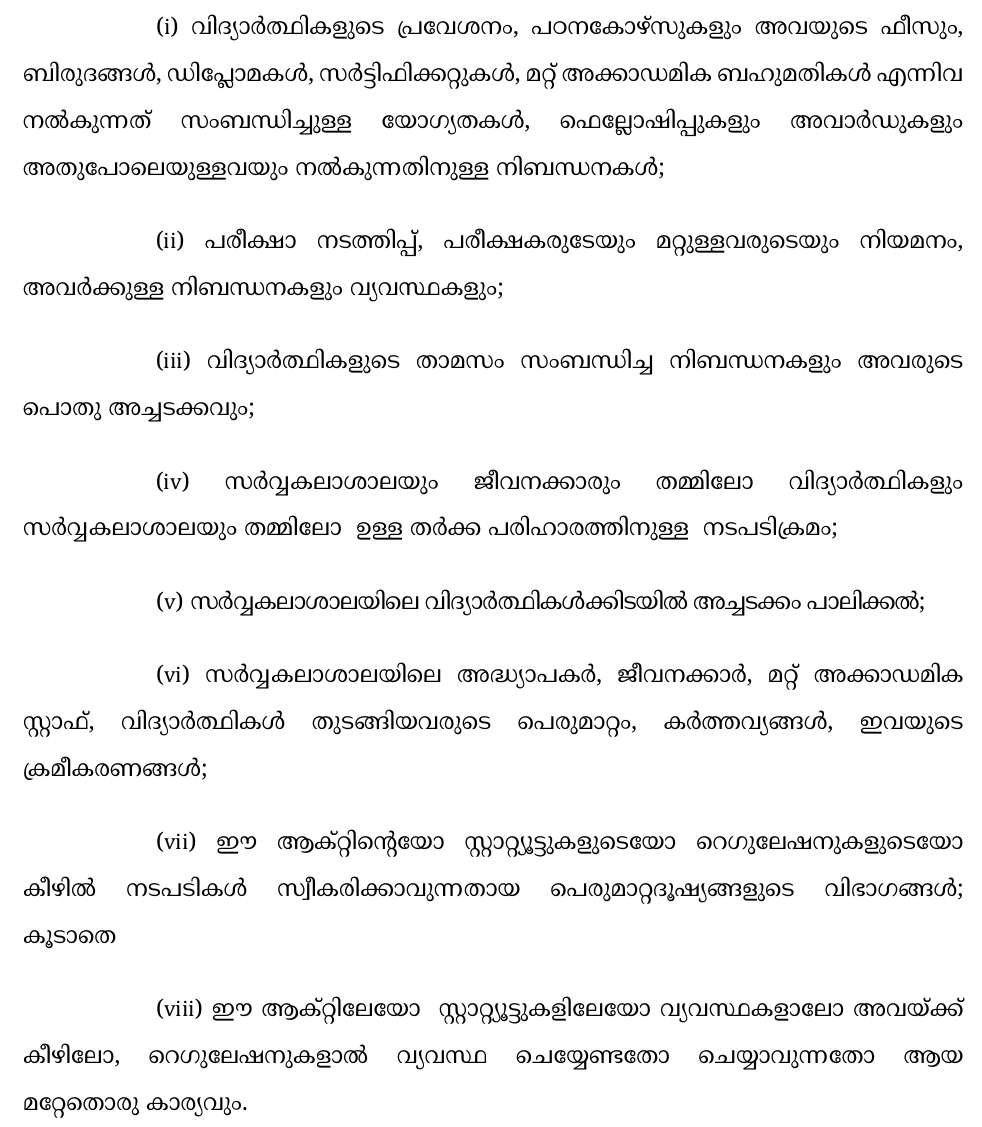 (i) വിദ്യാർത്ഥികളുടെ പ്രവേശനം, പഠനകോഴ്സുകളും അവയുടെ ഫീസും,
ബിരുദങ്ങൾ, ഡിപ്ലോമകൾ, സർട്ടിഫിക്കറ്റുകൾ, മറ്റ് അക്കാഡമിക ബഹുമതികൾ എന്നിവ
നൽകുന്നത് സംബന്ധിച്ചുള്ള യോഗ്യതകൾ, ഫെല്ലോഷിപ്പുകളും അവാർഡുകളും
അതുപോലെയുള്ളവയും നൽകുന്നതിനുള്ള നിബന്ധനകൾ;
(ii) പരീക്ഷാ നടത്തിപ്പ്, പരീക്ഷകരുടേയും മറ്റുള്ളവരുടെയും നിയമനം,
അവർക്കുള്ള നിബന്ധനകളും വ്യവസ്ഥകളും;
(iii) വിദ്യാർത്ഥികളുടെ താമസം സംബന്ധിച്ച നിബന്ധനകളും അവരുടെ
പൊതു അച്ചടക്കവും;
(iv) സർവ്വകലാശാലയും ജീവനക്കാരും തമ്മിലോ വിദ്യാർത്ഥികളും
സർവ്വകലാശാലയും തമ്മിലോ ഉള്ള തർക്ക പരിഹാരത്തിനുള്ള നടപടിക്രമം;
(v) സർവ്വകലാശാലയിലെ വിദ്യാർത്ഥികൾക്കിടയിൽ അച്ചടക്കം പാലിക്കൽ;
(vi) സർവ്വകലാശാലയിലെ അദ്ധ്യാപകർ, ജീവനക്കാർ, മറ്റ് അക്കാഡമിക
സ്റ്റാഫ്, വിദ്യാർത്ഥികൾ തുടങ്ങിയവരുടെ പെരുമാറ്റം, കർത്തവ്യങ്ങൾ, ഇവയുടെ
ക്രമീകരണങ്ങൾ;
(vii) ഈ ആക്റ്റിന്റെയോ സ്റ്റാറ്റ്യൂട്ടുകളുടെയോ റെഗുലേഷനുകളുടെയോ
കീഴിൽ നടപടികൾ സ്വീകരിക്കാവുന്നതായ പെരുമാറ്റദൂഷ്യങ്ങളുടെ വിഭാഗങ്ങൾ;
കൂടാതെ
(viii) ഈ ആക്റ്റിലേയോ സ്റ്റാറ്റ്യൂട്ടുകളിലേയോ വ്യവസ്ഥകളാലോ അവയ്ക്ക്
കീഴിലോ, റെഗുലേഷനുകളാൽ വ്യവസ്ഥ ചെയ്യേണ്ടതോ ചെയ്യാവുന്നതോ ആയ
മറ്റേതൊരു കാര്യവും.